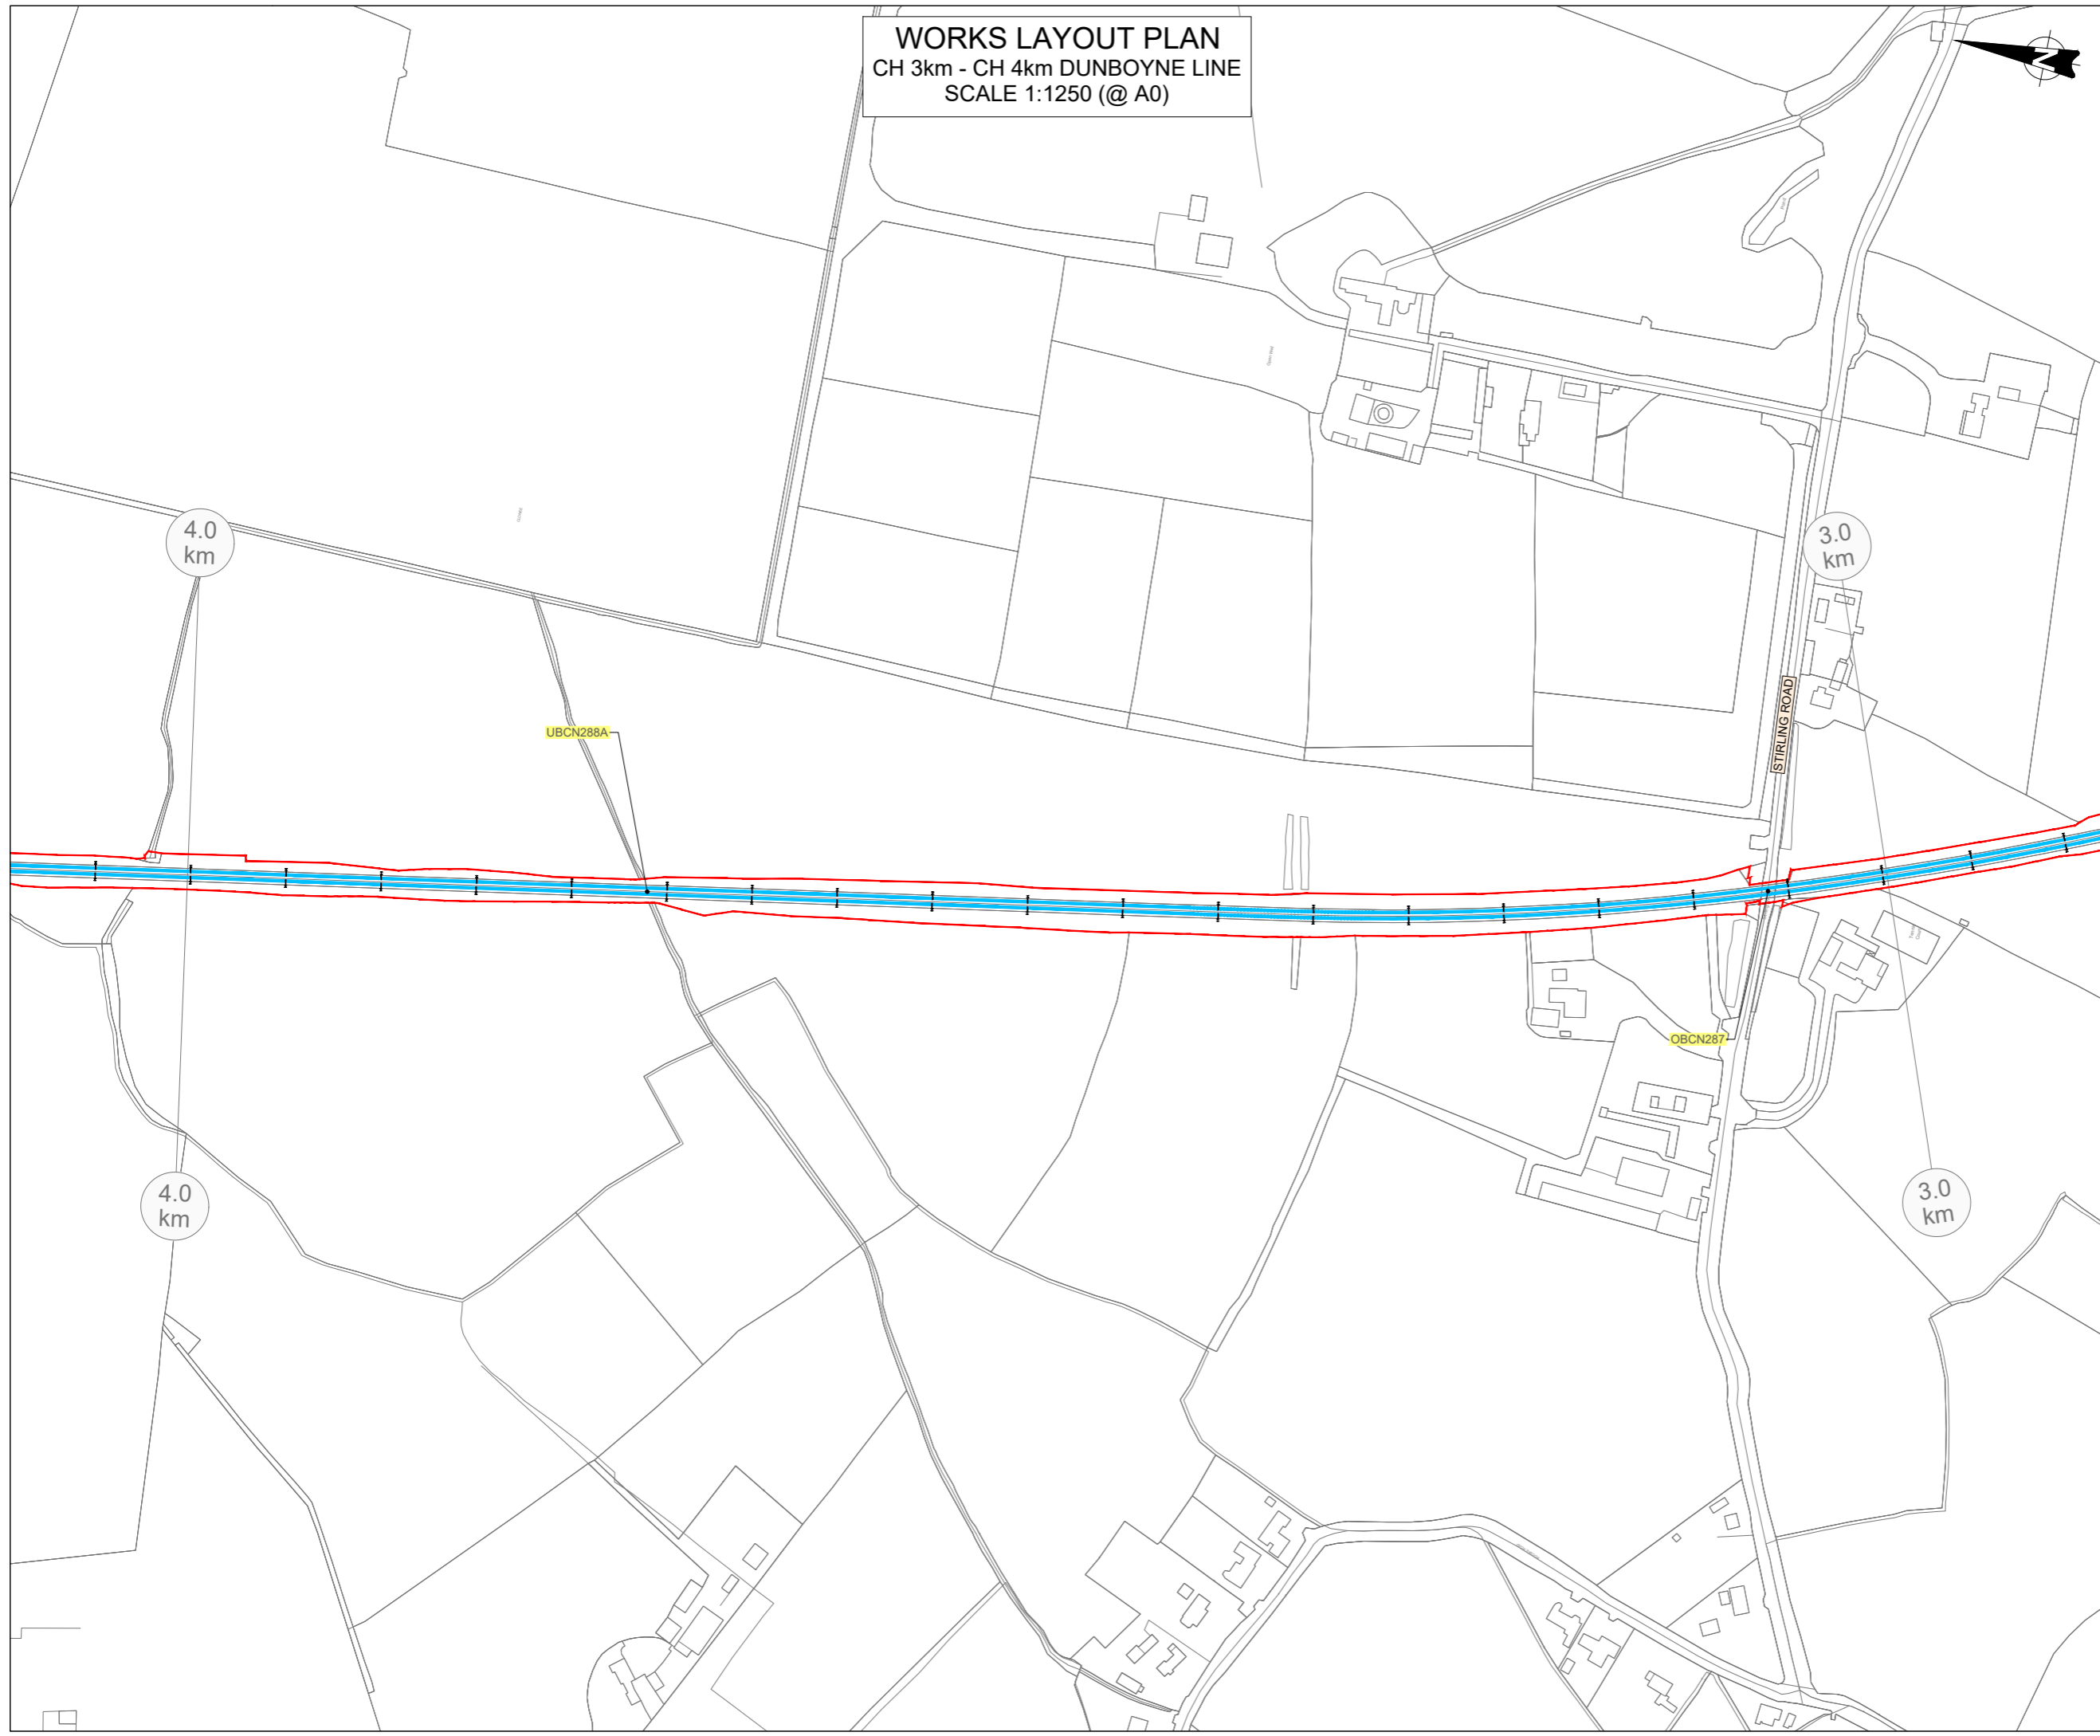 WORKS LAYOUT PLAN
CH 3km - CH 4km DUNBOYNE LINE
SCALE 1:1250 (@ A0)
N
4.0
km
3.0
km
STIRLING ROAD
UBCN288A
OBCN287
4.0
km
3.0
km